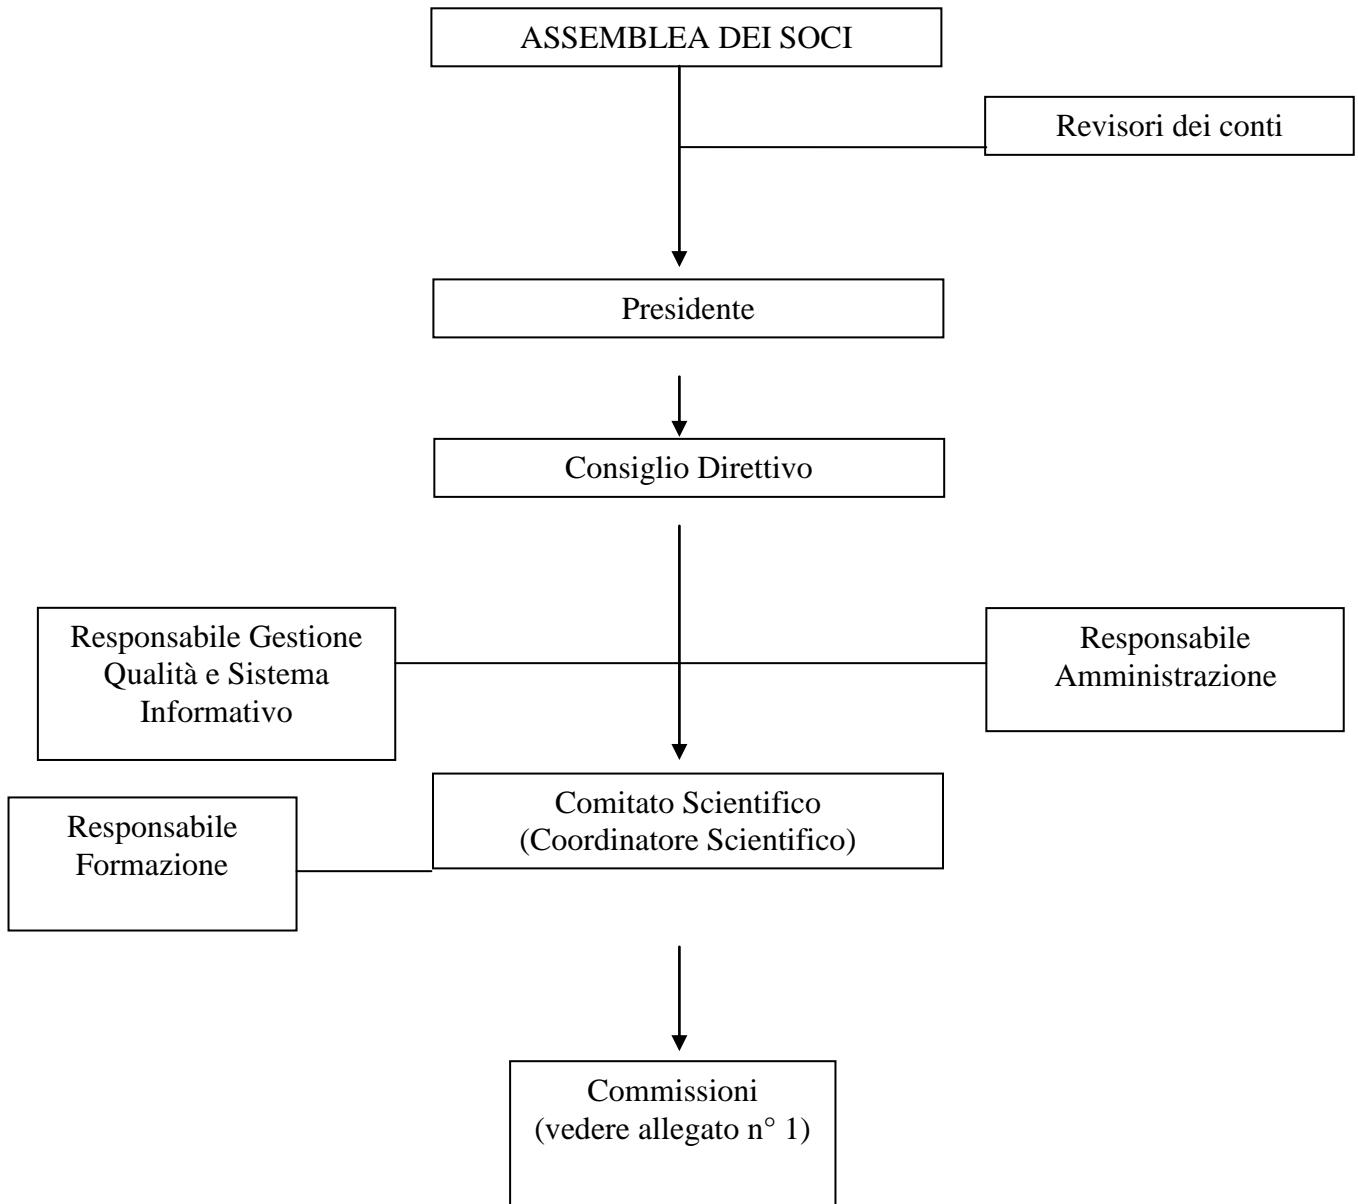 ASSEMBLEA DEI SOCI
Revisori dei conti
Presidente
Consiglio Direttivo
Responsabile Gestione
Qualità e Sistema
Informativo
Responsabile
Amministrazione
Comitato Scientifico
(Coordinatore Scientifico)
Responsabile
Formazione
Commissioni
(vedere allegato n° 1)